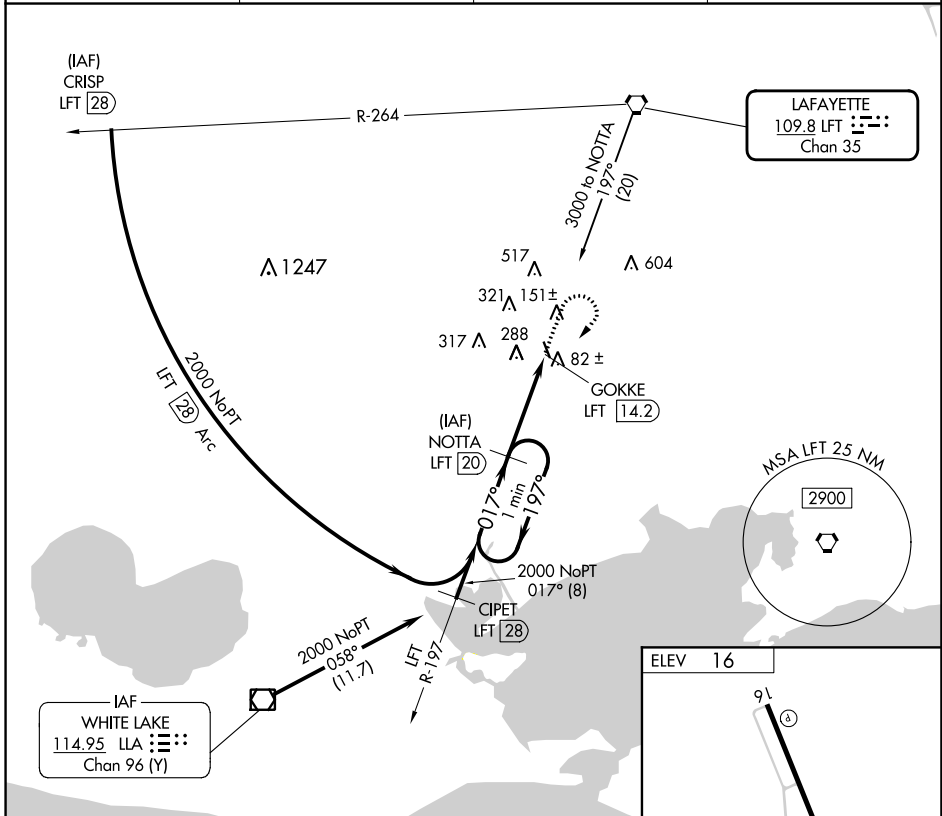 (IAF)
CRISP
LFT 28
R-264
LAFAYETTE
109.8 LFT
Chan 35
3000 to NOTTA
197°
(20)
1247
517
604
321
151±
317
288
82 ±
GOKKE
LFT 14.2
2000 NoPT
LFT 28 Arc
(IAF)
NOTTA
LFT 20
017°
1 min
197°
MSA LFT 25 NM
2900
2000 NoPT
017° (8)
CIPET
LFT 28
2000 NoPT
058°
(11.7)
LFT
R-197
IAF
WHITE LAKE
114.95 LLA
Chan 96 (Y)
ELEV 16
16
P